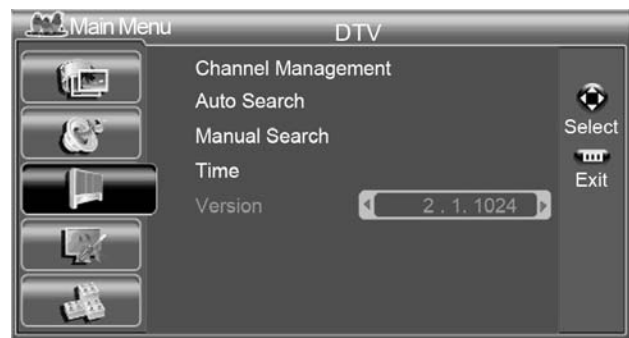 Main Menu
DTV
Channel Management
Auto Search
Manual Search
Time
Version 2 . 1. 1024
Select
Exit